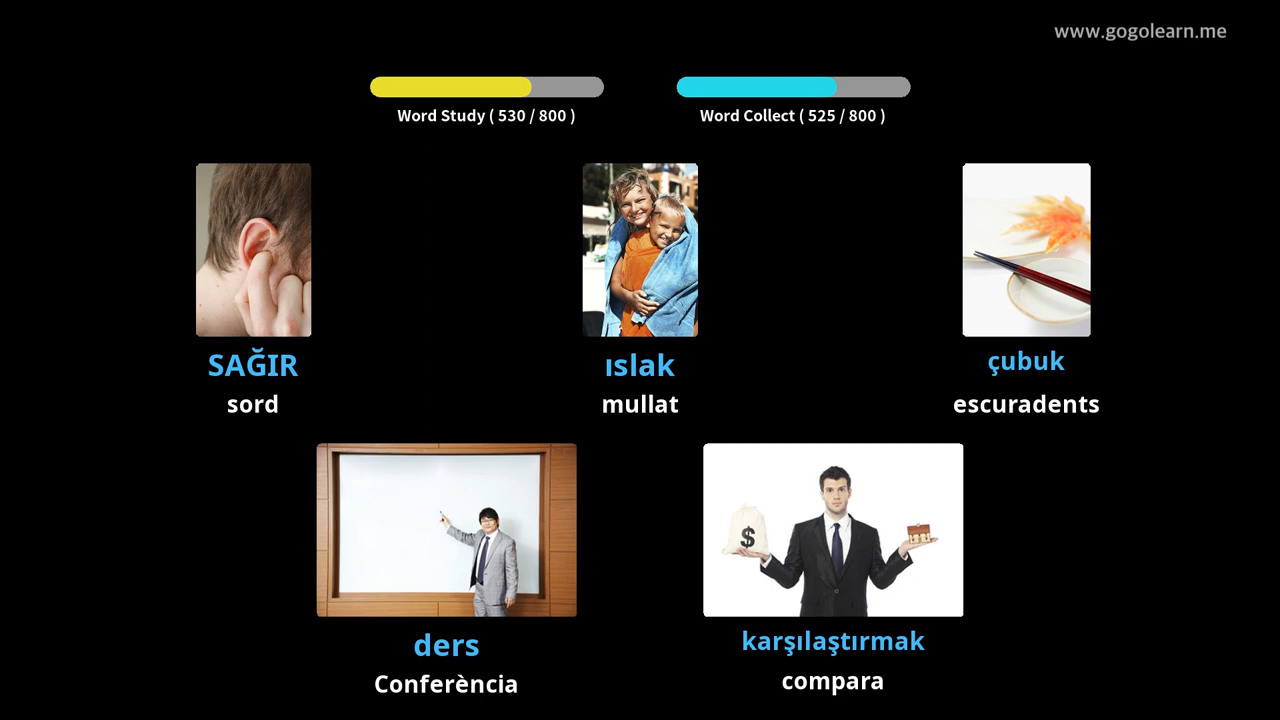 www.gogolearn.me
Word Study ( 530 / 800 )
Word Collect ( 525 / 800 )
SAĞIR
sord
ıslak
mullat
çubuk
escuradents
$
ders
Conferència
karşılaştırmak
compara